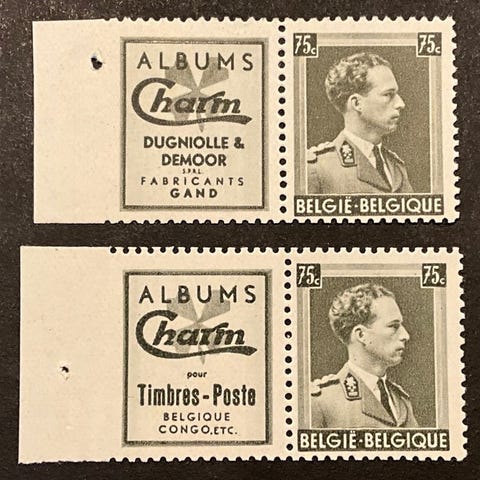 ALBUMS
Charm
DUGNIOLLE &
DEMOOR
S.P.R.L.
FABRICANTS
GAND
75c 75c
BELGIË-BELGIQUE
ALBUMS
Charm
pour
Timbres-Poste
BELGIQUE
CONGO,ETC.
75c 75c
BELGIË-BELGIQUE